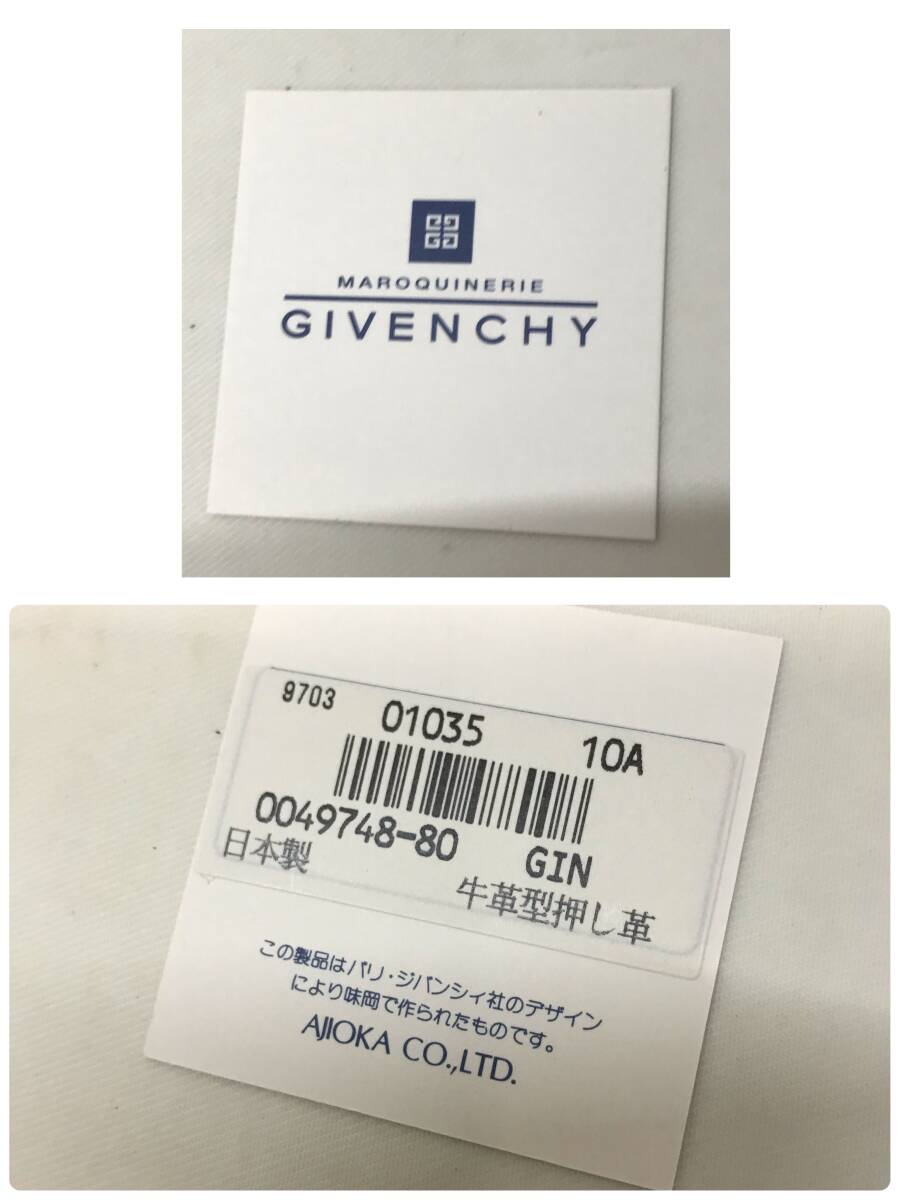 MAROQUINERIE
GIVENCHY
9703 01035 10A
0049748-80 GIN
日本製 牛革型押し革
この製品はパリ・ジバンシィ社のデザイン
により味岡で作られたものです。
AJIOKA CO.,LTD.